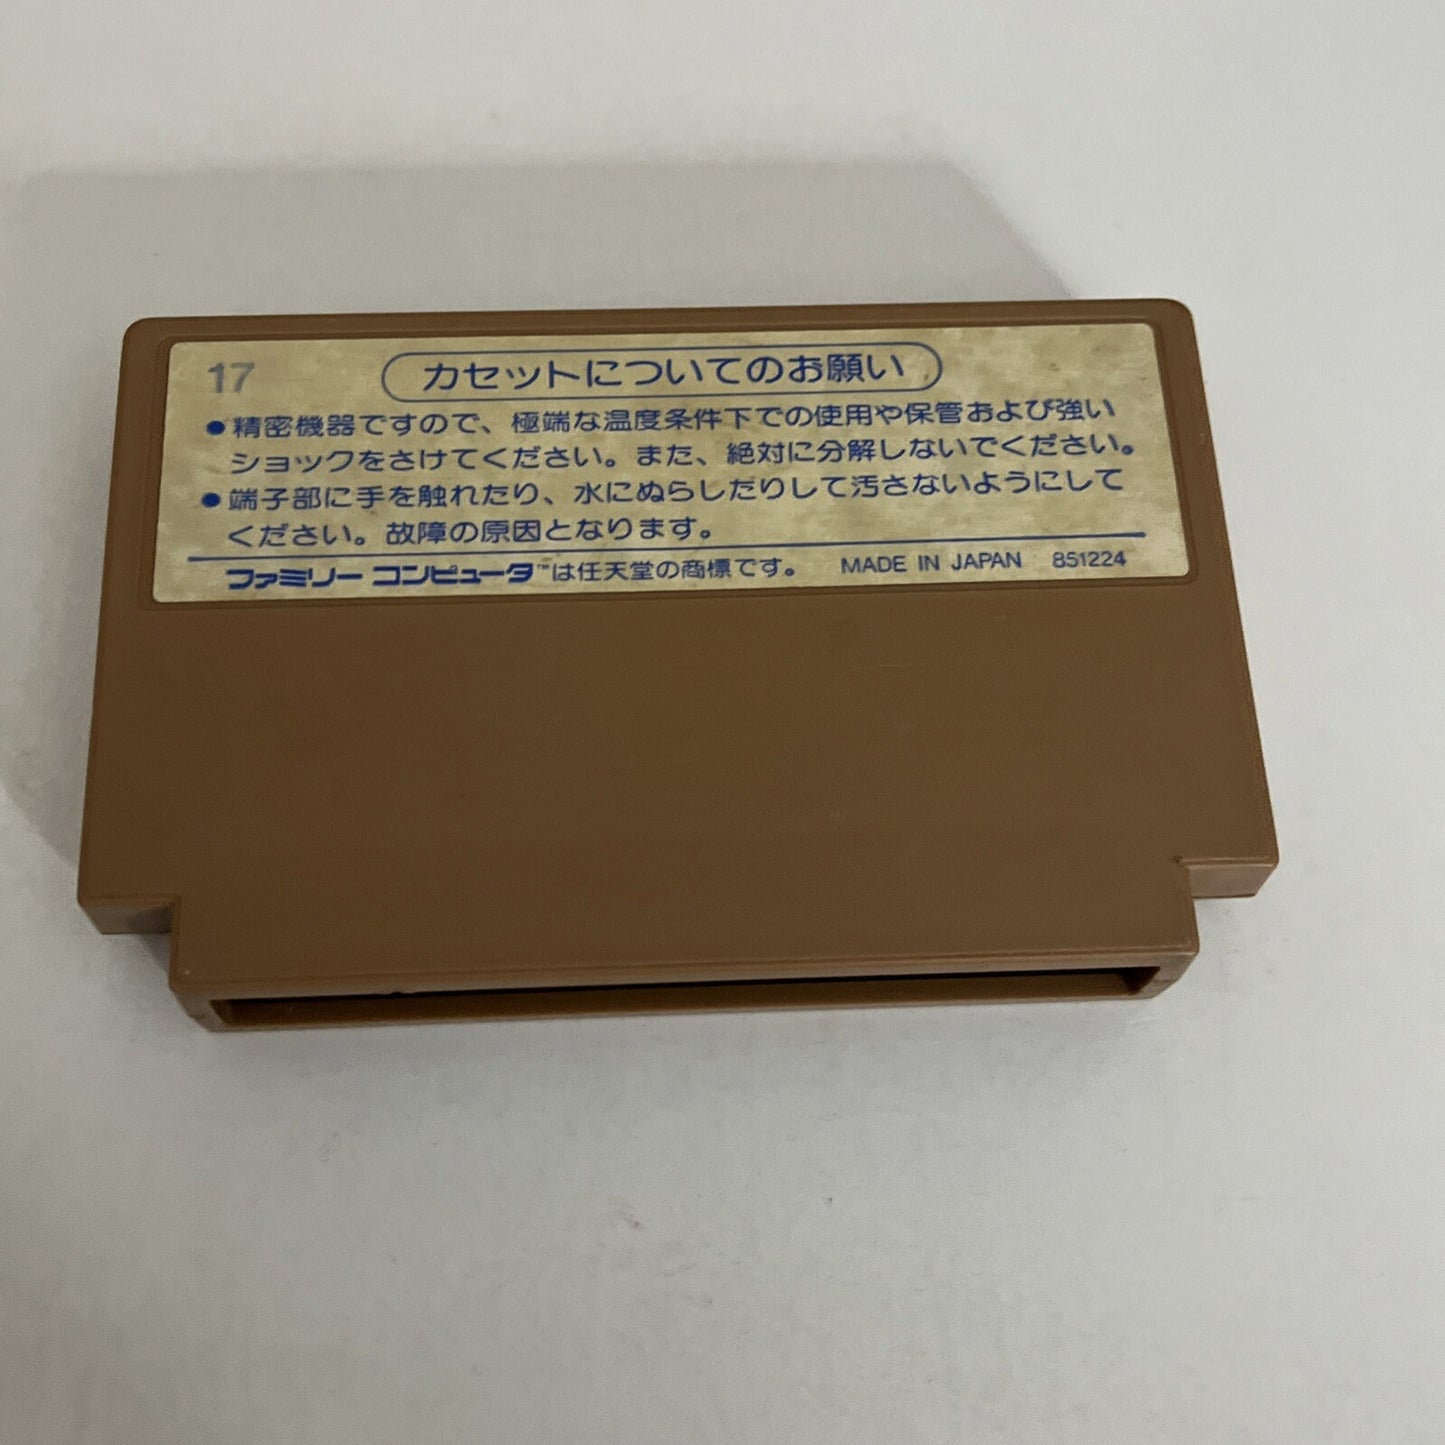 17
カセットについてのお願い
●精密機器ですので、極端な温度条件下での使用や保管および強い
ショックをさけてください。また、絶対に分解しないでください。
●端子部に手を触れたり、水にぬらしだりして汚さないようにして
ください。故障の原因となります。
ファミリー コンピュータ™は任天堂の商標です。 MADE IN JAPAN 851224